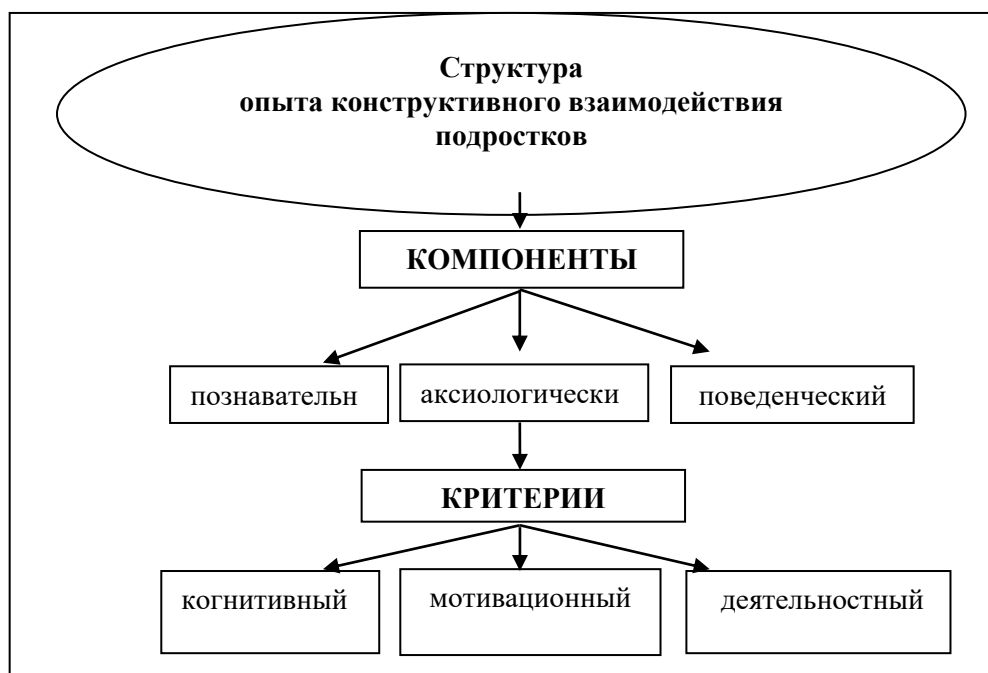 Структура
опыта конструктивного взаимодействия
подростков
КОМПОНЕНТЫ
познавательн
аксиологически
поведенческий
КРИТЕРИИ
когнитивный
мотивационный
деятельностный